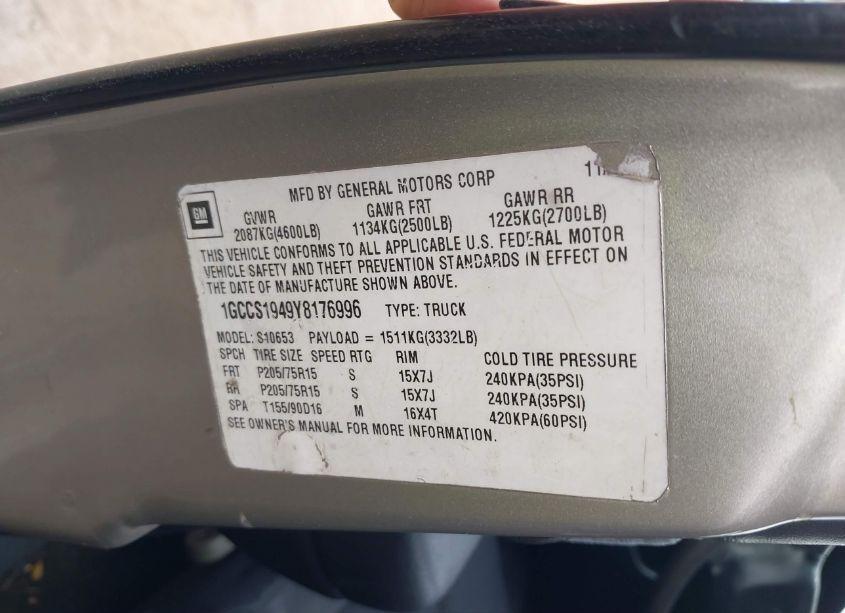 MFD BY GENERAL MOTORS CORP
GM
GVWR GAWR FRT GAWR RR
2087KG(4600LB) 1134KG(2500LB) 1225KG(2700LB)
THIS VEHICLE CONFORMS TO ALL APPLICABLE U.S. FEDERAL MOTOR
VEHICLE SAFETY AND THEFT PREVENTION STANDARDS IN EFFECT ON
THE DATE OF MANUFACTURE SHOWN ABOVE.
1GCCS1949Y8176996 TYPE: TRUCK
MODEL: S10653 PAYLOAD = 1511KG(3332LB)
SPCH TIRE SIZE SPEED RTG RIM COLD TIRE PRESSURE
FRT P205/75R15 S 15X7J 240KPA(35PSI)
RR P205/75R15 S 15X7J 240KPA(35PSI)
SPA T155/90D16 M 16X4T 420KPA(60PSI)
SEE OWNER'S MANUAL FOR MORE INFORMATION.